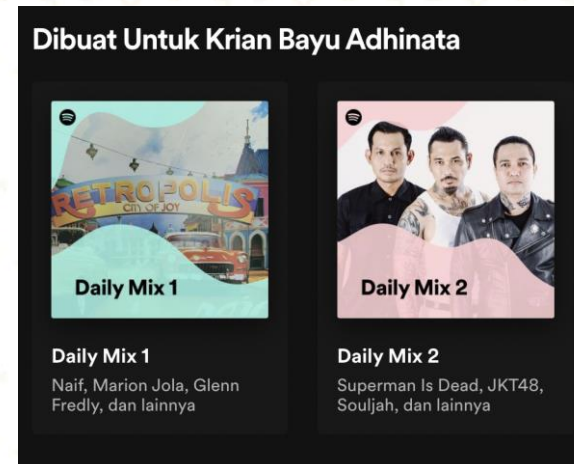 Dibuat Untuk Krian Bayu Adhinata
RETROPOLIS
CITY OF JOY
Daily Mix 1
Daily Mix 2
Daily Mix 1
Naif, Marion Jola, Glenn
Fredly, dan lainnya
Daily Mix 2
Superman Is Dead, JKT48,
Souljah, dan lainnya